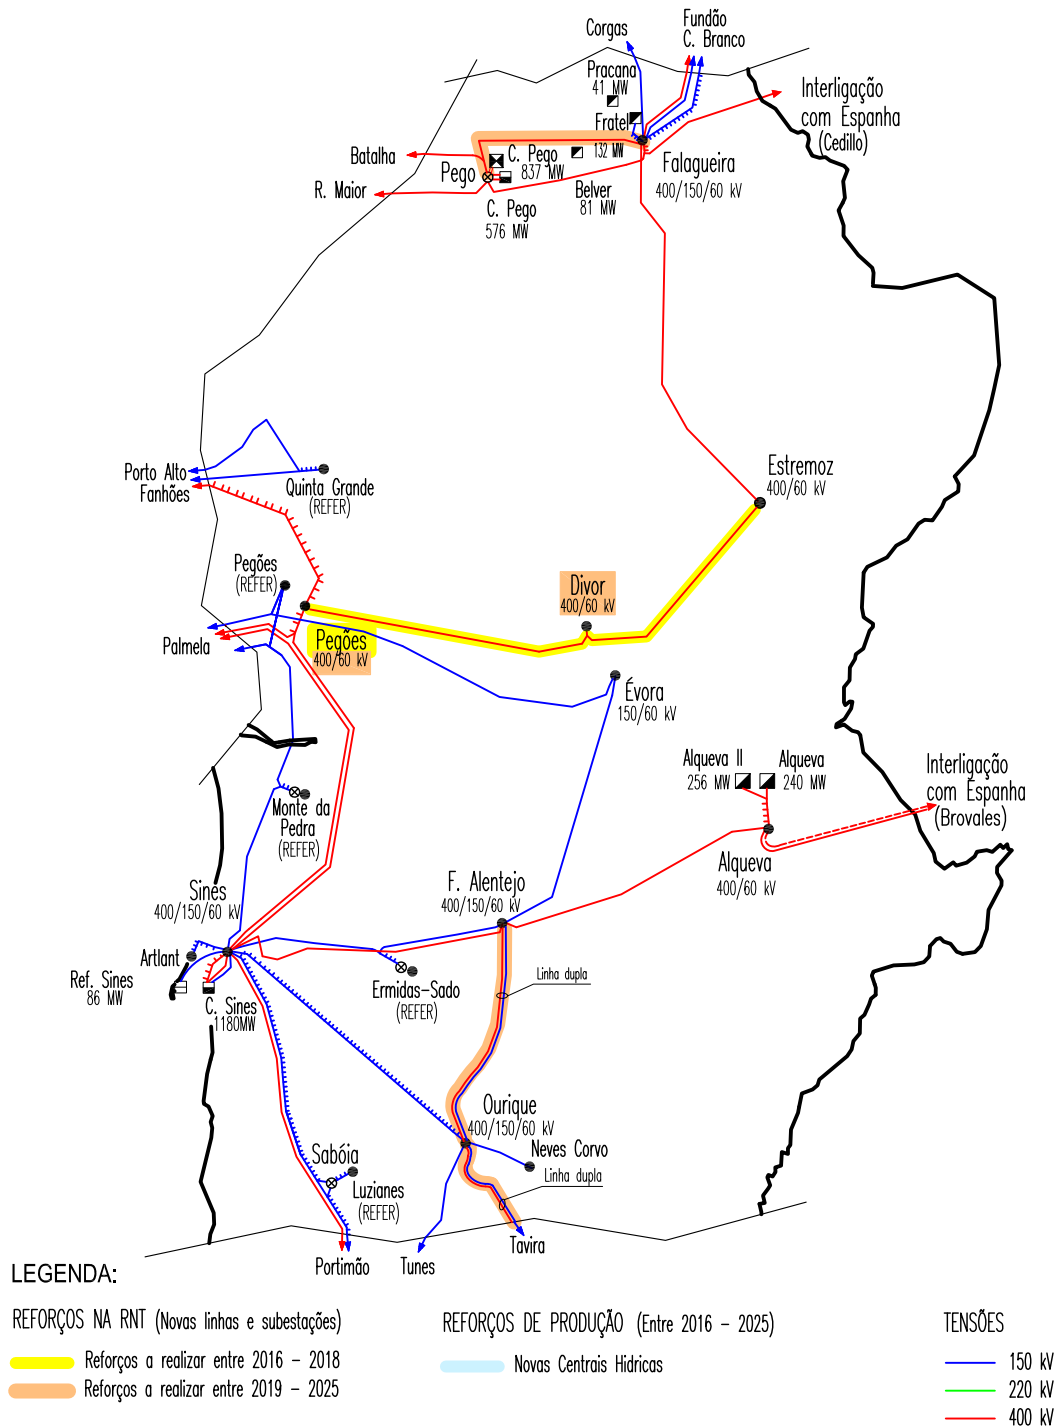 Corgas
Fundão
C. Branco
Pracana
41 MW
Interligação
com Espanha
(Cedillo)
Fratel
132 MW
Batalha
C. Pego
837 MW
Pego
Falagueira
400/150/60 kV
R. Maior
Belver
81 MW
C. Pego
576 MW
Porto Alto
Fanhões
Quinta Grande
(REFER)
Estremoz
400/60 kV
Pegões
(REFER)
Divor
400/60 kV
Palmela
Pegões
400/60 kV
Évora
150/60 kV
Alqueva II
256 MW
Alqueva
240 MW
Interligação
com Espanha
(Brovales)
Monte da
Pedra
(REFER)
Alqueva
400/60 kV
Sines
400/150/60 kV
F. Alentejo
400/150/60 kV
Artlant
Ref. Sines
86 MW
C. Sines
1180MW
Ermidas-Sado
(REFER)
Linha dupla
Ourique
400/150/60 kV
Neves Corvo
Sabóia
Luzianes
(REFER)
Linha dupla
Tavira
Portimão
Tunes
LEGENDA:
REFORÇOS NA RNT (Novas linhas e subestações)
Reforços a realizar entre 2016 - 2018
Reforços a realizar entre 2019 - 2025
REFORÇOS DE PRODUÇÃO (Entre 2016 - 2025)
Novas Centrais Hidricas
TENSÕES
150 kV
220 kV
400 kV